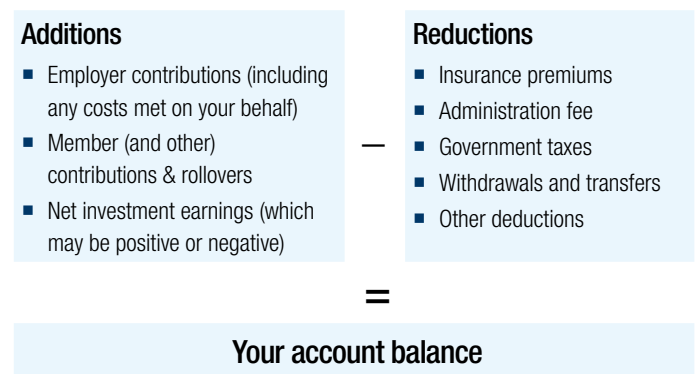 Additions
▪ Employer contributions (including
any costs met on your behalf)
▪ Member (and other)
contributions & rollovers
▪ Net investment earnings (which
may be positive or negative)
–
Reductions
▪ Insurance premiums
▪ Administration fee
▪ Government taxes
▪ Withdrawals and transfers
▪ Other deductions
=
Your account balance